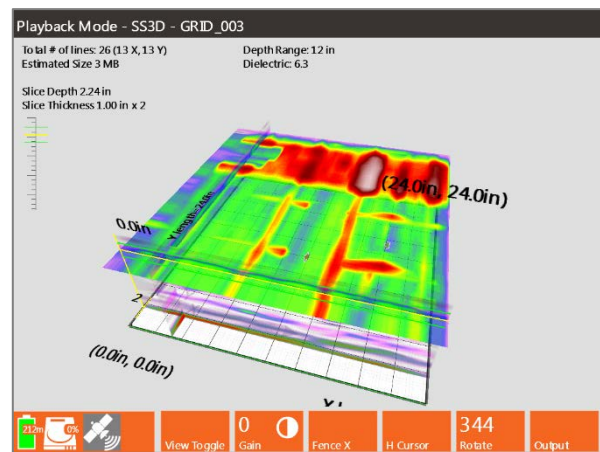 Playback Mode - SS3D - GRID_003
Total # of lines: 26 (13 X, 13 Y)
Estimated Size 3 MB
Depth Range: 12 in
Dielectric: 6.3
Slice Depth 2.24 in
Slice Thickness 1.00 in x 2
(24.0in, 24.0in)
0.0in
2
(0.0in, 0.0in)
212m
0%
View Toggle
0
Gain
Fence X
H Cursor
344
Rotate
Output